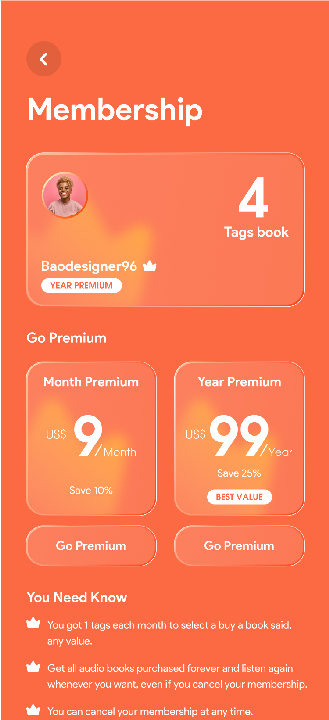 Membership
4
Tags book
Baodesigner96
YEAR PREMIUM
Go Premium
Month Premium
US$ 9/Month
Save 10%
Year Premium
US$ 99/Year
Save 25%
BEST VALUE
Go Premium
Go Premium
You Need Know
You got 1 tags each month to select a buy a book said,
any value.
Get all audio books purchased forever and listen again
whenever you want, even if you cancel your membership.
You can cancel your membership at any time.